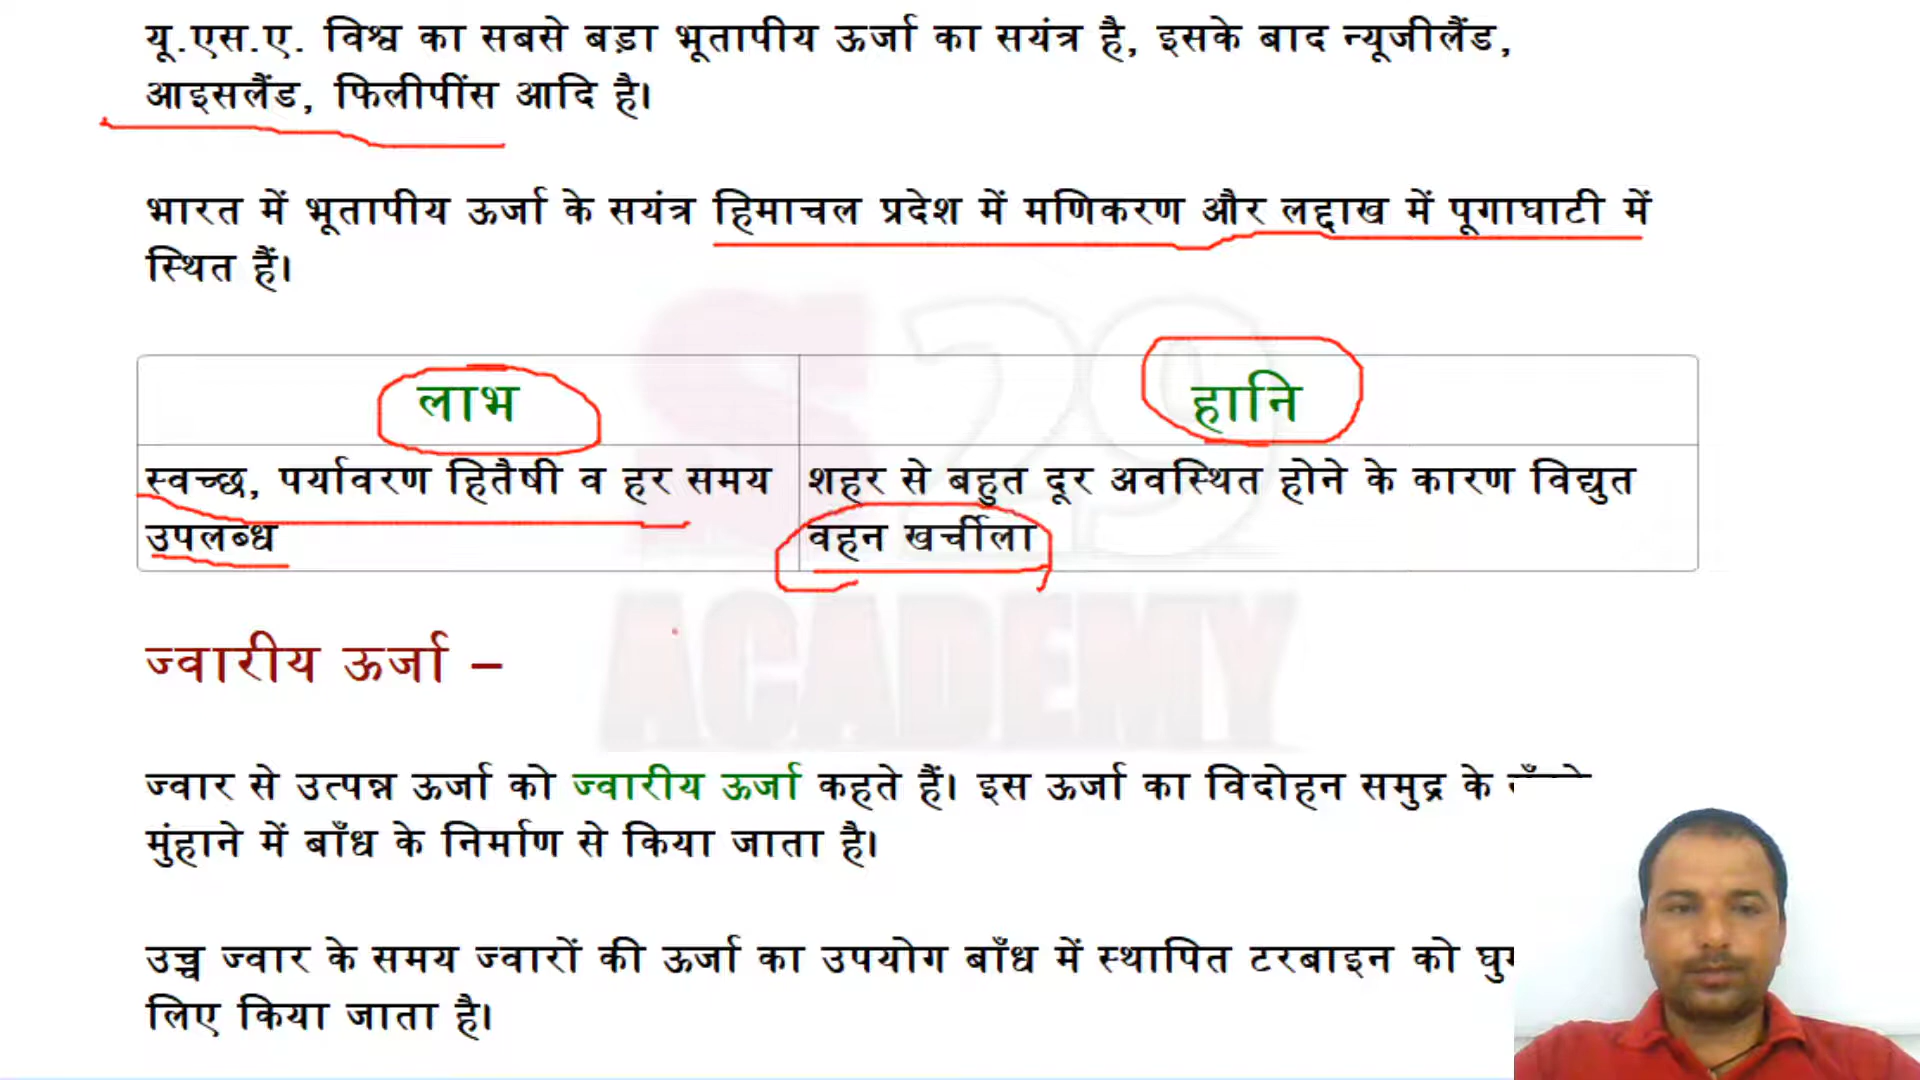 यू.एस.ए. विश्व का सबसे बड़ा भूतापीय ऊर्जा का सयंत्र है, इसके बाद न्यूजीलैंड,
आइसलैंड, फिलीपींस आदि है।
भारत में भूतापीय ऊर्जा के सयंत्र हिमाचल प्रदेश में मणिकरण और लद्दाख में पूगाघाटी में
स्थित हैं।
लाभ
हानि
स्वच्छ, पर्यावरण हितैषी व हर समय
उपलब्ध
शहर से बहुत दूर अवस्थित होने के कारण विद्युत
वहन खर्चीला
S29
ACADEMY
ज्वारीय ऊर्जा –
ज्वार से उत्पन्न ऊर्जा को ज्वारीय ऊर्जा कहते हैं। इस ऊर्जा का विदोहन समुद्र के
मुंहाने में बाँध के निर्माण से किया जाता है।
उच्च ज्वार के समय ज्वारों की ऊर्जा का उपयोग बाँध में स्थापित टरबाइन को
लिए किया जाता है।